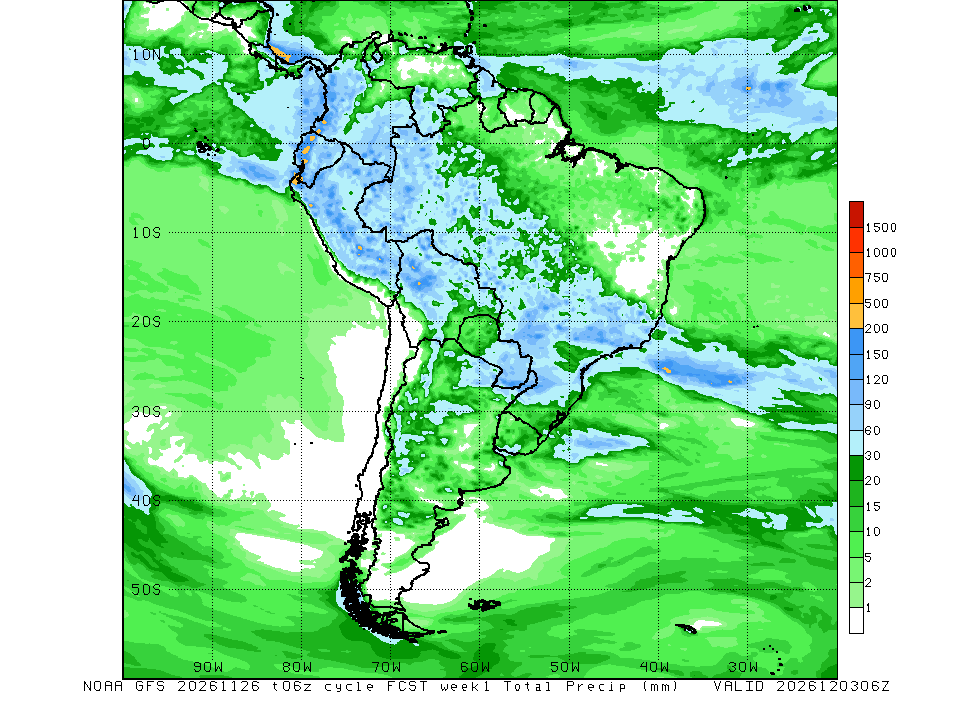 10N
0
10S
20S
30S
40S
50S
90W 80W 70W 60W 50W 40W 30W
1500
1000
750
500
200
150
120
90
60
30
20
15
10
5
2
1
NOAA GFS 20261126 t06z cycle FCST week1 Total Precip (mm) VALID 2026120306Z